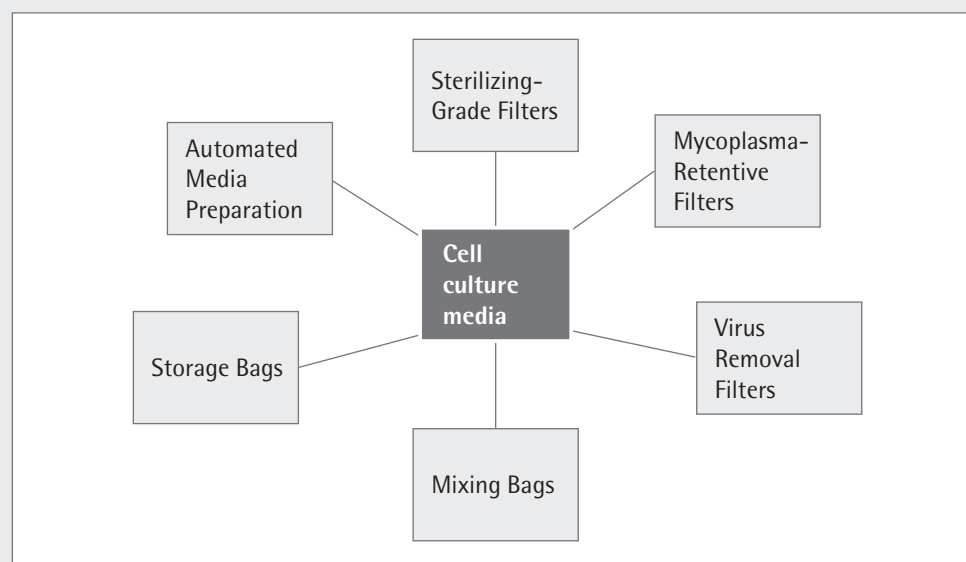 Sterilizing-
Grade Filters
Automated
Media
Preparation
Mycoplasma-
Retentive
Filters
Cell
culture
media
Storage Bags
Virus
Removal
Filters
Mixing Bags